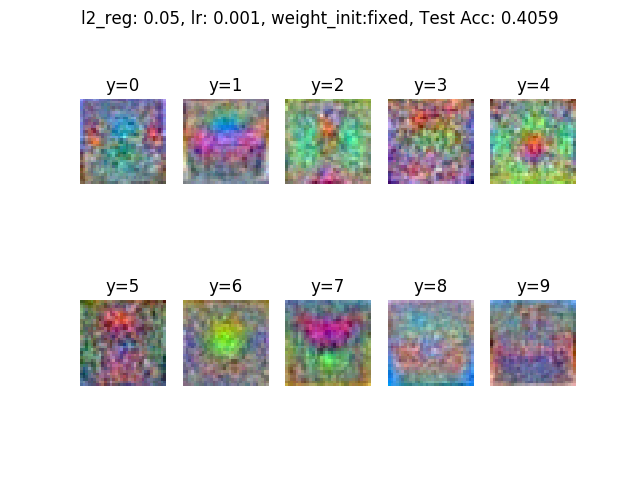 l2_reg: 0.05, lr: 0.001, weight_init:fixed, Test Acc: 0.4059
y=0 y=1 y=2 y=3 y=4
y=5 y=6 y=7 y=8 y=9